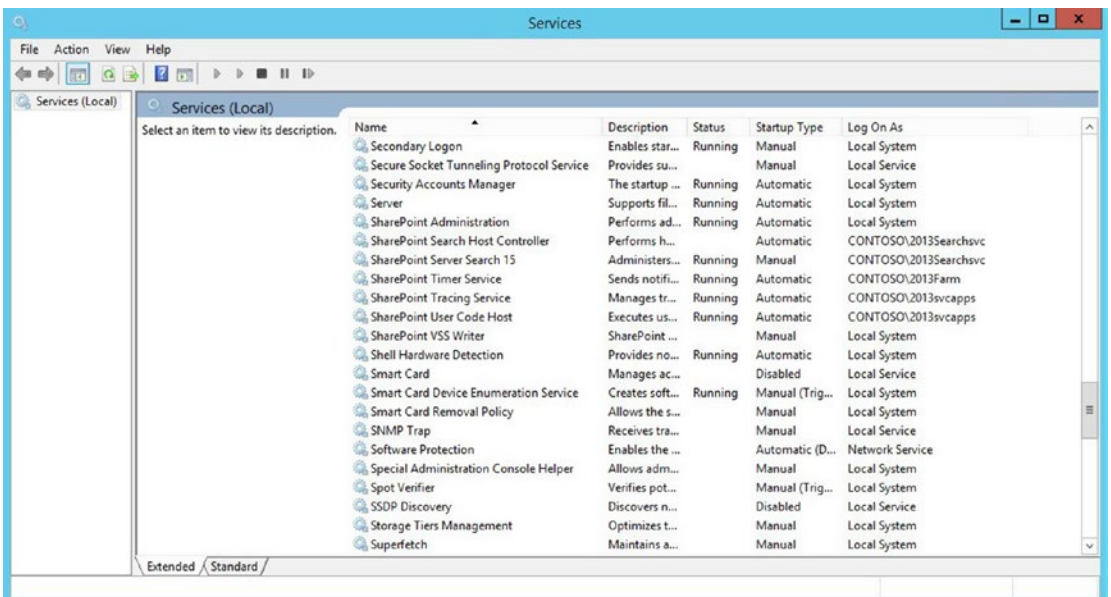 Services
File Action View Help
Services (Local)
Services (Local)
Select an item to view its description.
Name Description Status Startup Type Log On As
Secondary Logon Enables star... Running Manual Local System
Secure Socket Tunneling Protocol Service Provides su... Manual Local Service
Security Accounts Manager The startup ... Running Automatic Local System
Server Supports fil... Running Automatic Local System
SharePoint Administration Performs ad... Running Automatic Local System
SharePoint Search Host Controller Performs h... Automatic CONTOSO\2013Searchsvc
SharePoint Server Search 15 Administers... Running Manual CONTOSO\2013Searchsvc
SharePoint Timer Service Sends notifi... Running Automatic CONTOSO\2013Farm
SharePoint Tracing Service Manages tr... Running Automatic CONTOSO\2013svcapps
SharePoint User Code Host Executes us... Running Automatic CONTOSO\2013svcapps
SharePoint VSS Writer SharePoint ... Manual Local System
Shell Hardware Detection Provides no... Running Automatic Local System
Smart Card Manages ac... Disabled Local Service
Smart Card Device Enumeration Service Creates soft... Running Manual (Trig... Local System
Smart Card Removal Policy Allows the s... Manual Local System
SNMP Trap Receives tra... Manual Local Service
Software Protection Enables the ... Automatic (D... Network Service
Special Administration Console Helper Allows adm... Manual Local System
Spot Verifier Verifies pot... Manual (Trig... Local System
SSDP Discovery Discovers n... Disabled Local Service
Storage Tiers Management Optimizes t... Manual Local System
Superfetch Maintains a... Manual Local System
Extended Standard